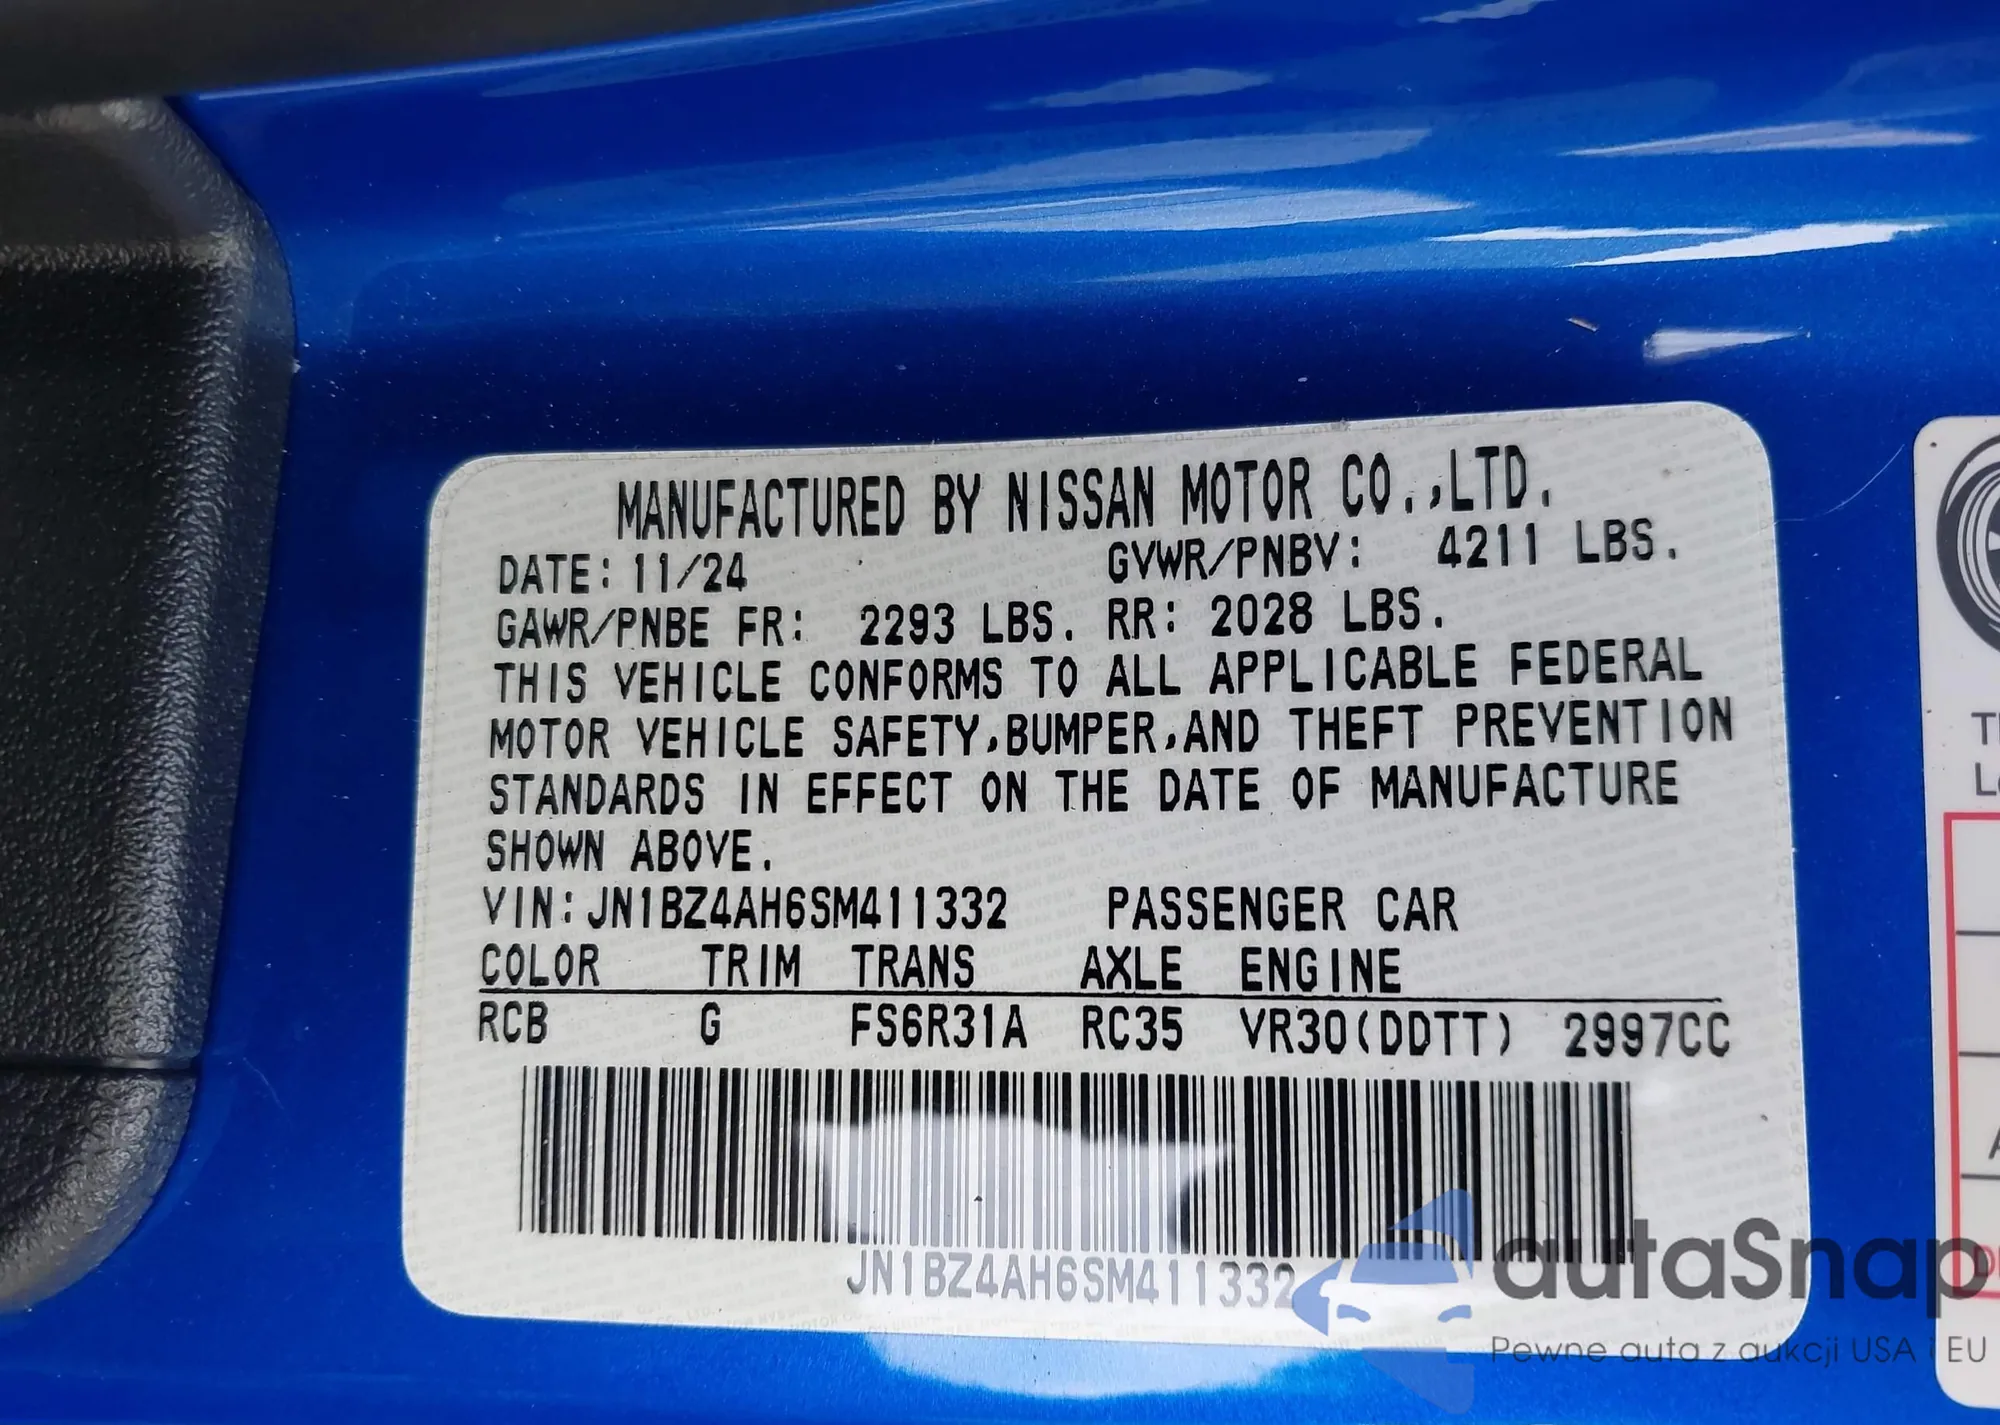 MANUFACTURED BY NISSAN MOTOR CO.,LTD.
DATE: 11/24 GVWR/PNBV: 4211 LBS.
GAWR/PNBE FR: 2293 LBS. RR: 2028 LBS.
THIS VEHICLE CONFORMS TO ALL APPLICABLE FEDERAL
MOTOR VEHICLE SAFETY,BUMPER,AND THEFT PREVENTION
STANDARDS IN EFFECT ON THE DATE OF MANUFACTURE
SHOWN ABOVE.
VIN:JN1BZ4AH6SM411332 PASSENGER CAR
COLOR TRIM TRANS AXLE ENGINE
RCB G FS6R31A RC35 VR30(DDTT) 2997CC
JN1BZ4AH6SM411332
autaSnap
Pewne auta z aukcji USA i EU